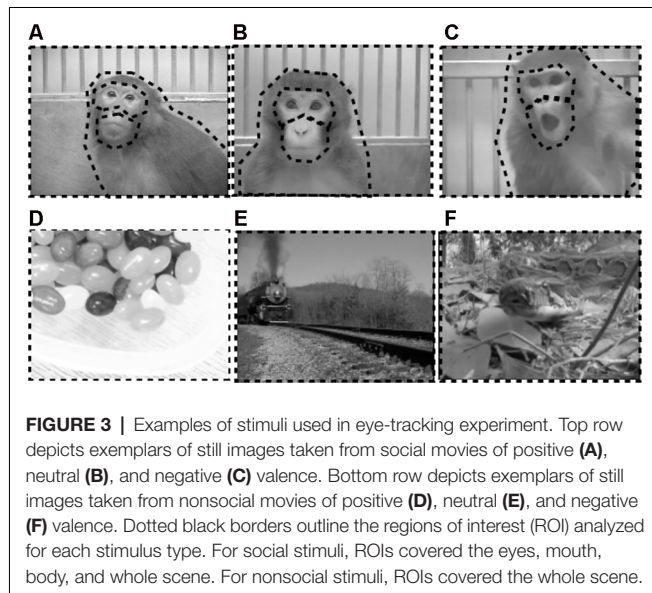 A
B
C
D
E
F
FIGURE 3 | Examples of stimuli used in eye-tracking experiment. Top row
depicts exemplars of still images taken from social movies of positive (A),
neutral (B), and negative (C) valence. Bottom row depicts exemplars of still
images taken from nonsocial movies of positive (D), neutral (E), and negative
(F) valence. Dotted black borders outline the regions of interest (ROI) analyzed
for each stimulus type. For social stimuli, ROIs covered the eyes, mouth,
body, and whole scene. For nonsocial stimuli, ROIs covered the whole scene.